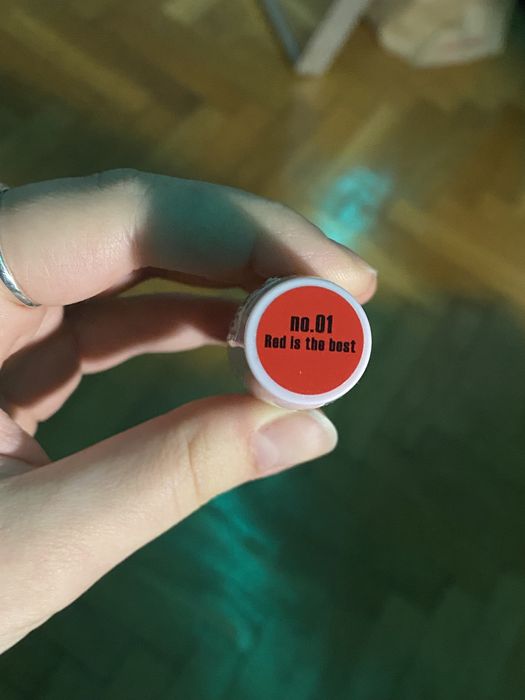 no.01
Red is the best